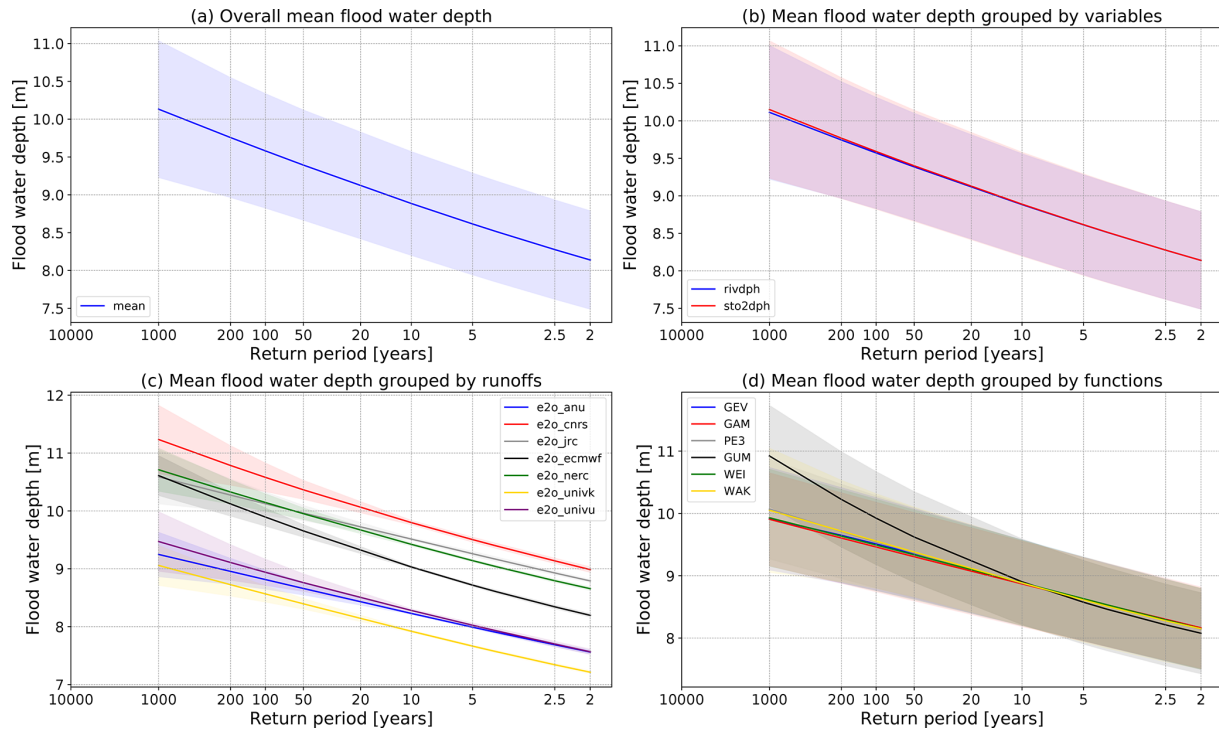 (a) Overall mean flood water depth
Flood water depth [m]
11.0
10.5
10.0
9.5
9.0
8.5
8.0
7.5
mean
10000 1000 200 100 50 20 10 5 2.5 2
Return period [years]
(b) Mean flood water depth grouped by variables
Flood water depth [m]
11.0
10.5
10.0
9.5
9.0
8.5
8.0
7.5
rivdph
sto2dph
10000 1000 200 100 50 20 10 5 2.5 2
Return period [years]
(c) Mean flood water depth grouped by runoffs
Flood water depth [m]
12
11
10
9
8
7
e2o_anu
e2o_cnrs
e2o_jrc
e2o_ecmwf
e2o_nerc
e2o_univk
e2o_univu
10000 1000 200 100 50 20 10 5 2.5 2
Return period [years]
(d) Mean flood water depth grouped by functions
Flood water depth [m]
11
10
9
8
GEV
GAM
PE3
GUM
WEI
WAK
10000 1000 200 100 50 20 10 5 2.5 2
Return period [years]